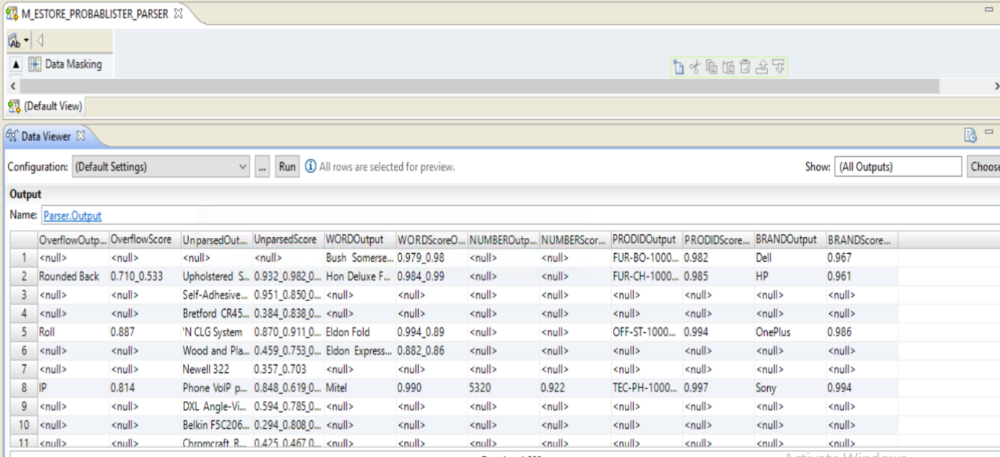 M_ESTORE_PROBABLISTER_PARSER
Ab
Data Masking
(Default View)
Data Viewer
Configuration: (Default Settings) ... Run All rows are selected for preview. Show: (All Outputs) Choose
Output
Name: Parser.Output
OverflowOutp... OverflowScore UnparsedOut... UnparsedScore WORDOutput WORDScoreO... NUMBEROutp... NUMBERScor... PRODIDOutput PRODIDScore... BRANDOutput BRANDScore...
1 <null> <null> <null> <null> Bush Somerse... 0.979_0.98 <null> <null> FUR-BO-1000... 0.982 Dell 0.967
2 Rounded Back 0.710_0.533 Upholstered S... 0.932_0.982_0... Hon Deluxe F... 0.984_0.99 <null> <null> FUR-CH-1000... 0.985 HP 0.961
3 <null> <null> Self-Adhesive... 0.951_0.850_0... <null> <null> <null> <null> <null> <null> <null> <null>
4 <null> <null> Bretford CR45... 0.384_0.838_0... <null> <null> <null> <null> <null> <null> <null> <null>
5 Roll 0.887 'N CLG System 0.870_0.911_0... Eldon Fold 0.994_0.89 <null> <null> OFF-ST-1000... 0.994 OnePlus 0.986
6 <null> <null> Wood and Pla... 0.459_0.753_0... Eldon Express... 0.882_0.86 <null> <null> <null> <null> <null> <null>
7 <null> <null> Newell 322 0.357_0.703 <null> <null> <null> <null> <null> <null> <null> <null>
8 IP 0.814 Phone VoIP p... 0.848_0.619_0... Mitel 0.990 5320 0.922 TEC-PH-1000... 0.997 Sony 0.994
9 <null> <null> DXL Angle-Vi... 0.594_0.785_0... <null> <null> <null> <null> <null> <null> <null> <null>
10 <null> <null> Belkin F5C206... 0.294_0.808_0... <null> <null> <null> <null> <null> <null> <null> <null>
11 <null> <null> Chromcraft R... 0.425_0.467_0... <null> <null> <null> <null> <null> <null> <null> <null>
Activate Windows